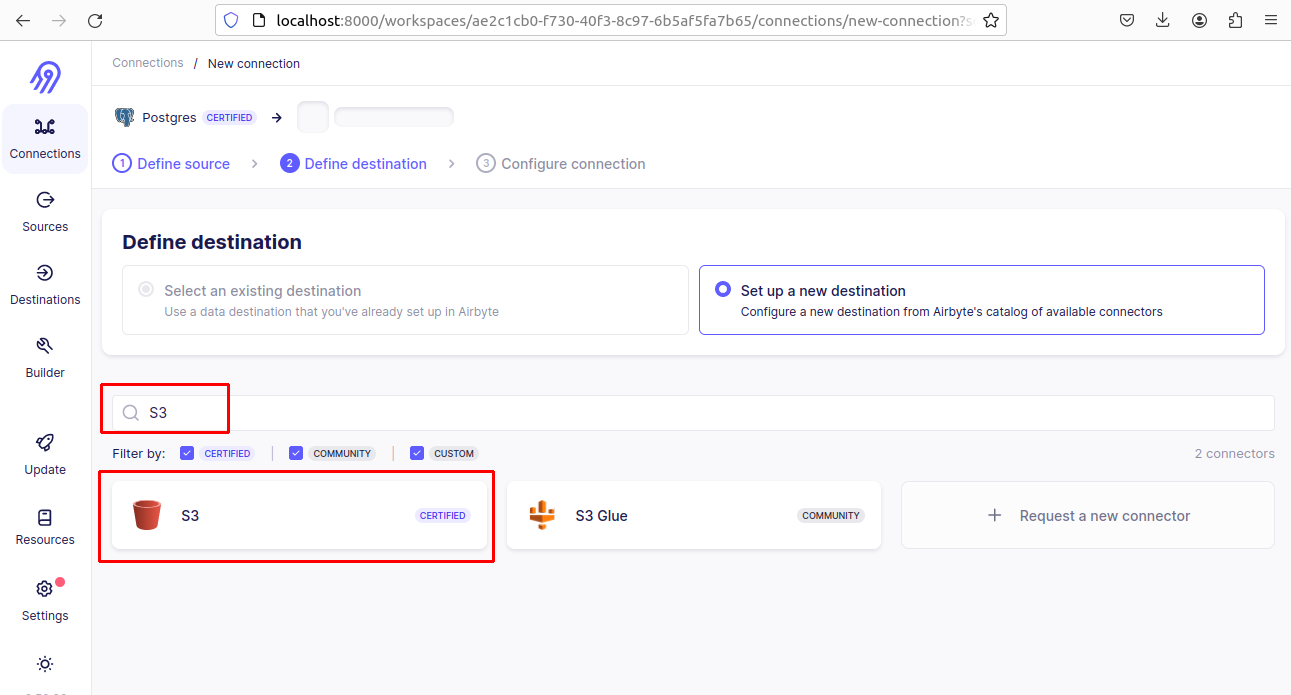 localhost:8000/workspaces/ae2c1cb0-f730-40f3-8c97-6b5af5fa7b65/connections/new-connection?s
Connections / New connection
Postgres CERTIFIED
1 Define source > 2 Define destination > 3 Configure connection
Connections
Sources
Destinations
Builder
Update
Resources
Settings
Define destination
Select an existing destination
Use a data destination that you've already set up in Airbyte
Set up a new destination
Configure a new destination from Airbyte's catalog of available connectors
S3
Filter by: CERTIFIED | COMMUNITY | CUSTOM
2 connectors
S3 CERTIFIED
S3 Glue COMMUNITY
+ Request a new connector